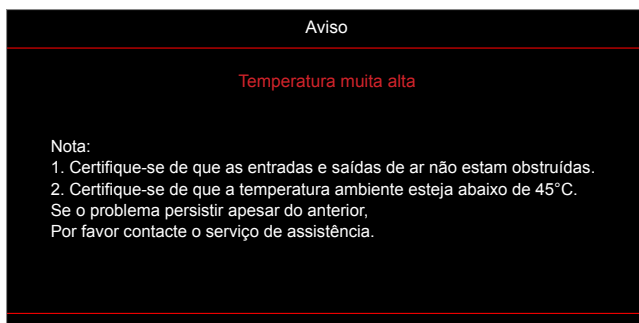 Aviso
Temperatura muita alta
Nota:
1. Certifique-se de que as entradas e saídas de ar não estam obstruídas.
2. Certifique-se de que a temperatura ambiente esteja abaixo de 45°C.
Se o problema persistir apesar do anterior,
Por favor contacte o serviço de assistência.